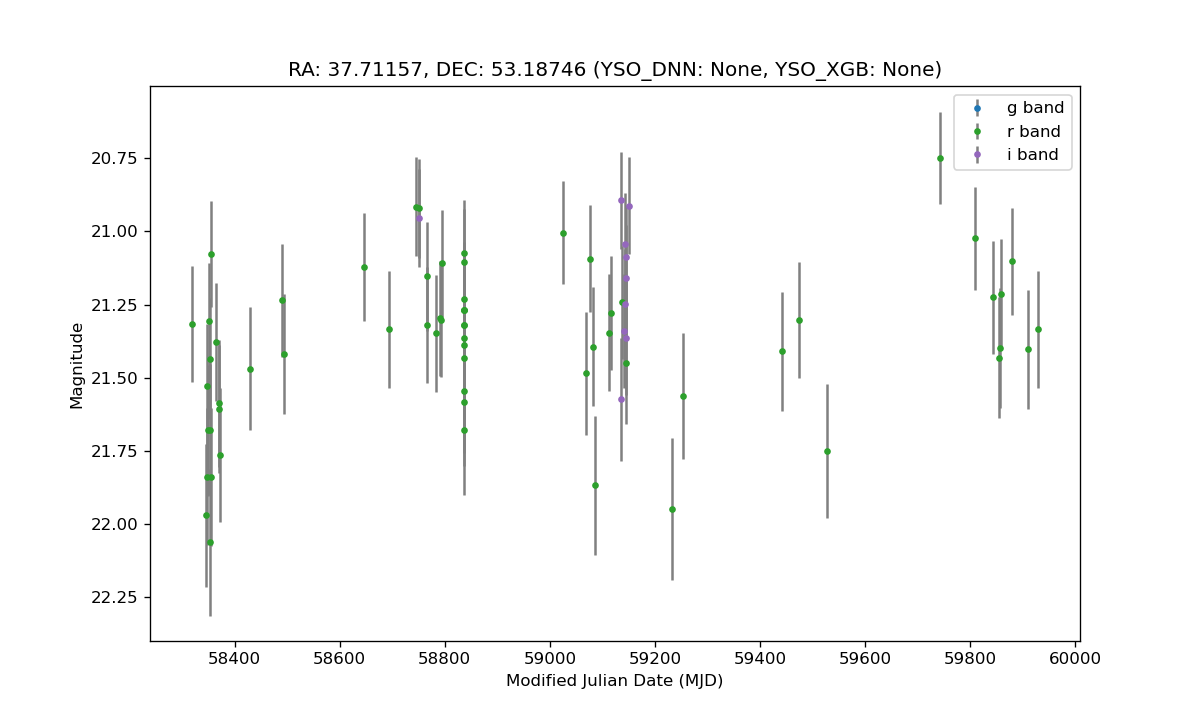 RA: 37.71157, DEC: 53.18746 (YSO_DNN: None, YSO_XGB: None)
g band
r band
i band
20.75
21.00
21.25
21.50
21.75
22.00
22.25
Magnitude
58400 58600 58800 59000 59200 59400 59600 59800 60000
Modified Julian Date (MJD)